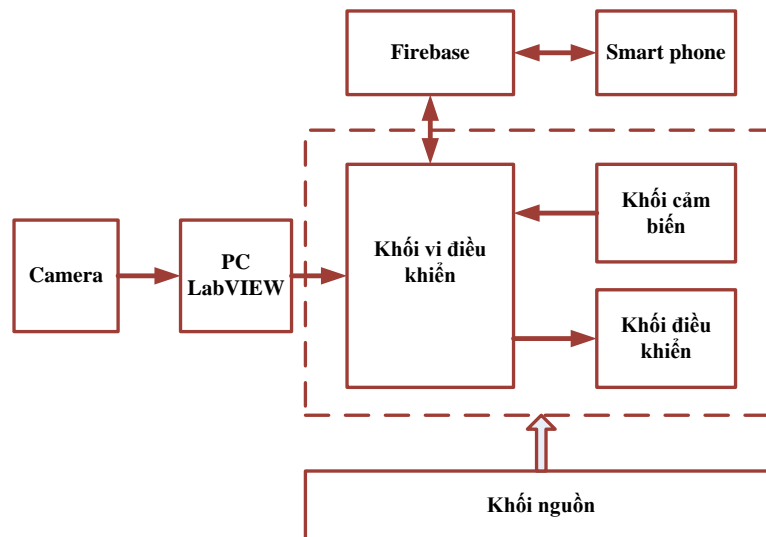 Firebase
Smart phone
Khối cảm
biến
Khối vi điều
khiển
PC
LabVIEW
Camera
Khối điều
khiển
Khối nguồn